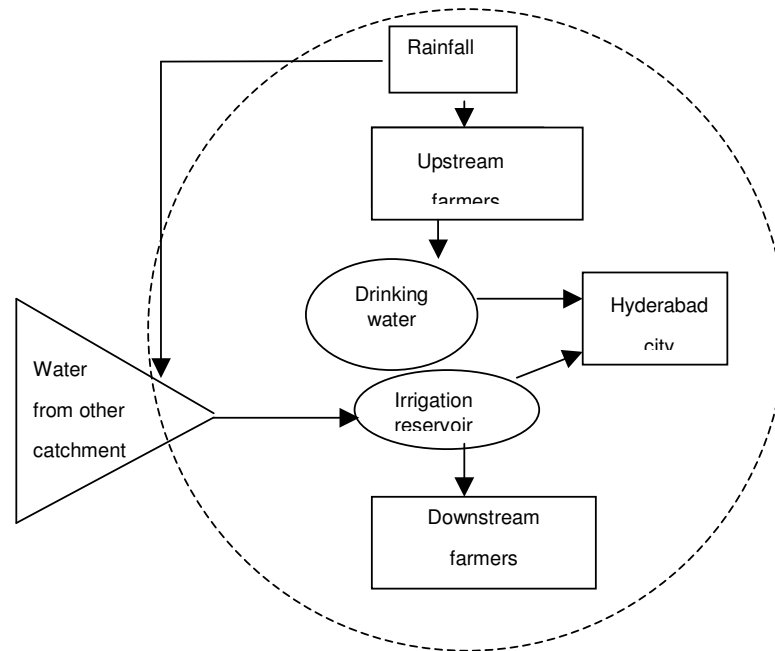 Rainfall
Upstream
farmers
Drinking
water
Hyderabad
city
Water
from other
catchment
Irrigation
reservoir
Downstream
farmers